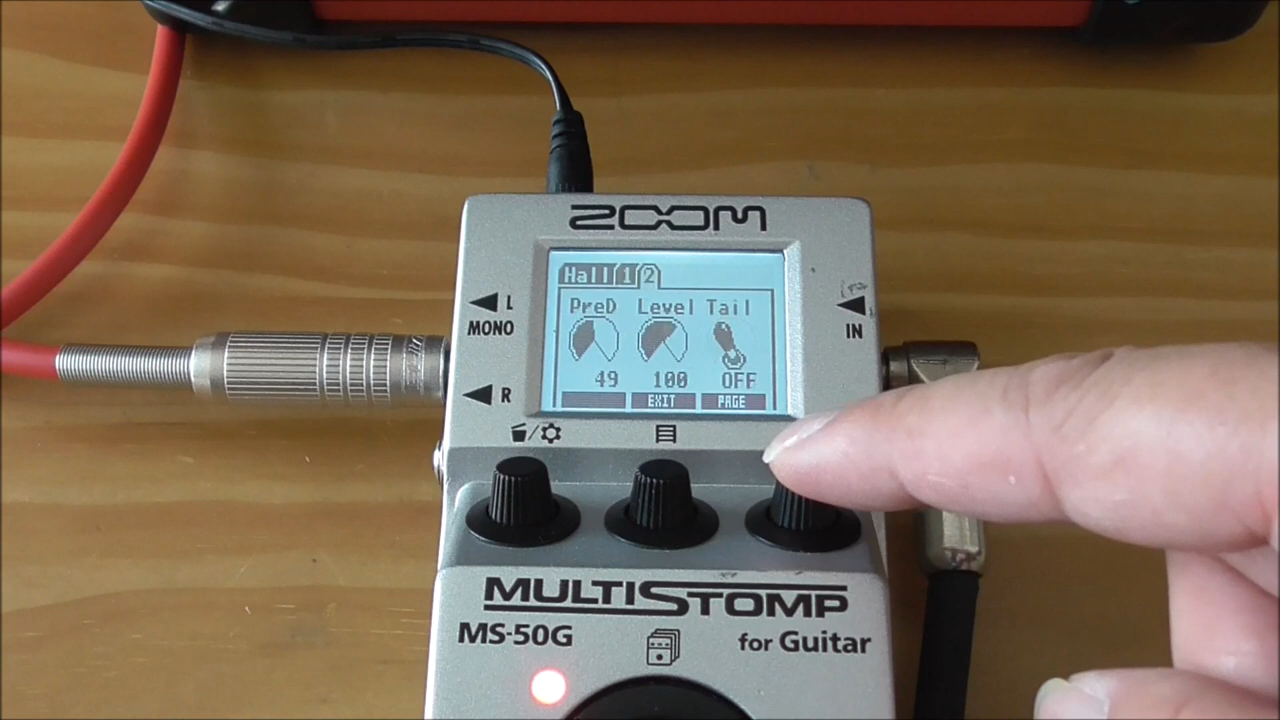 ZOOM
Hall 1 2
PreD Level Tail
49 100 OFF
EXIT PAGE
L
MONO
R
IN
MULTISTOMP
MS-50G
for Guitar